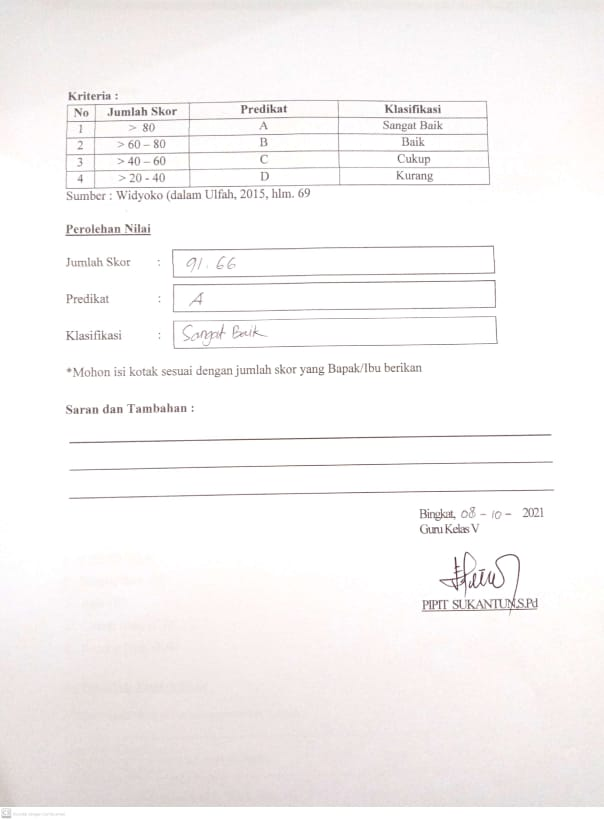 Kriteria :
No Jumlah Skor Predikat Klasifikasi
1 > 80 A Sangat Baik
2 > 60 – 80 B Baik
3 > 40 – 60 C Cukup
4 > 20 - 40 D Kurang
Sumber : Widyoko (dalam Ulfah, 2015, hlm. 69
Perolehan Nilai
Jumlah Skor : 91.66
Predikat : A
Klasifikasi : Sangat Baik
*Mohon isi kotak sesuai dengan jumlah skor yang Bapak/Ibu berikan
Saran dan Tambahan :
Bingkat, 08 - 10 - 2021
Guru Kelas V
PIPIT SUKANTUN,S.Pd